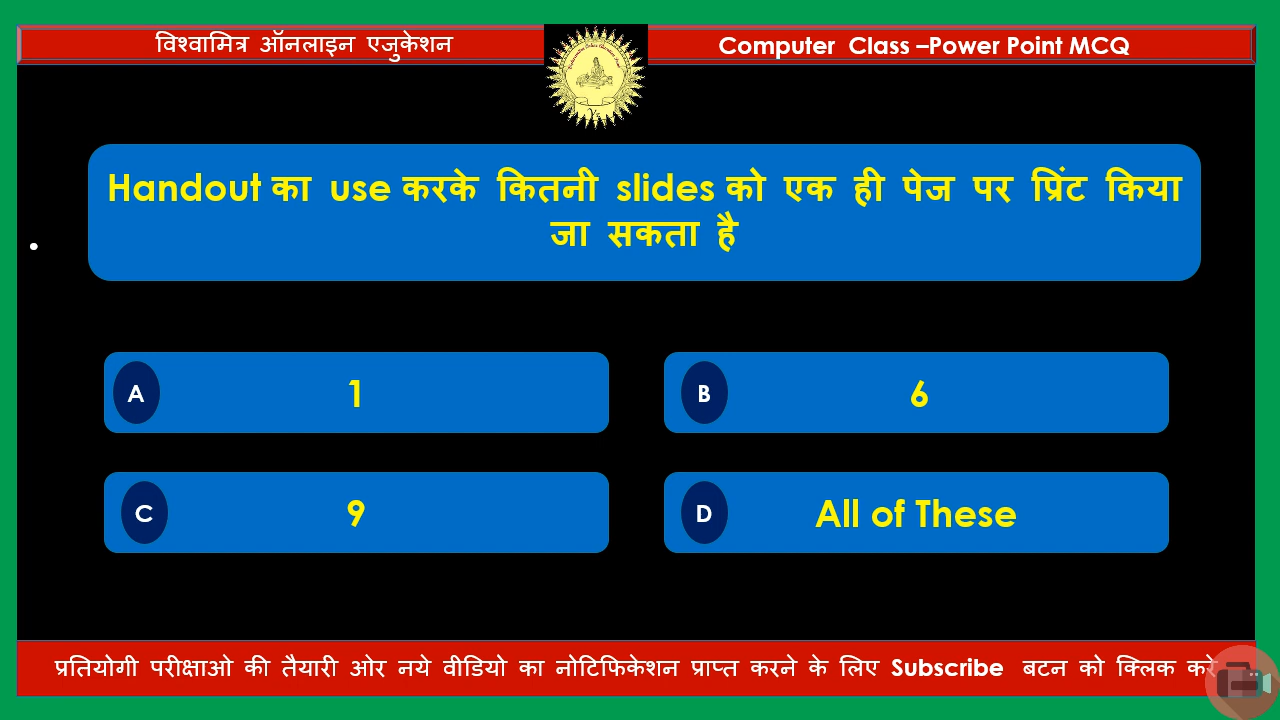 विश्वामित्र ऑनलाइन एजुकेशन
Computer Class –Power Point MCQ
Handout का use करके कितनी slides को एक ही पेज पर प्रिंट किया
जा सकता है
A 1
B 6
C 9
D All of These
प्रतियोगी परीक्षाओ की तैयारी ओर नये वीडियो का नोटिफिकेशन प्राप्त करने के लिए Subscribe बटन को क्लिक करे